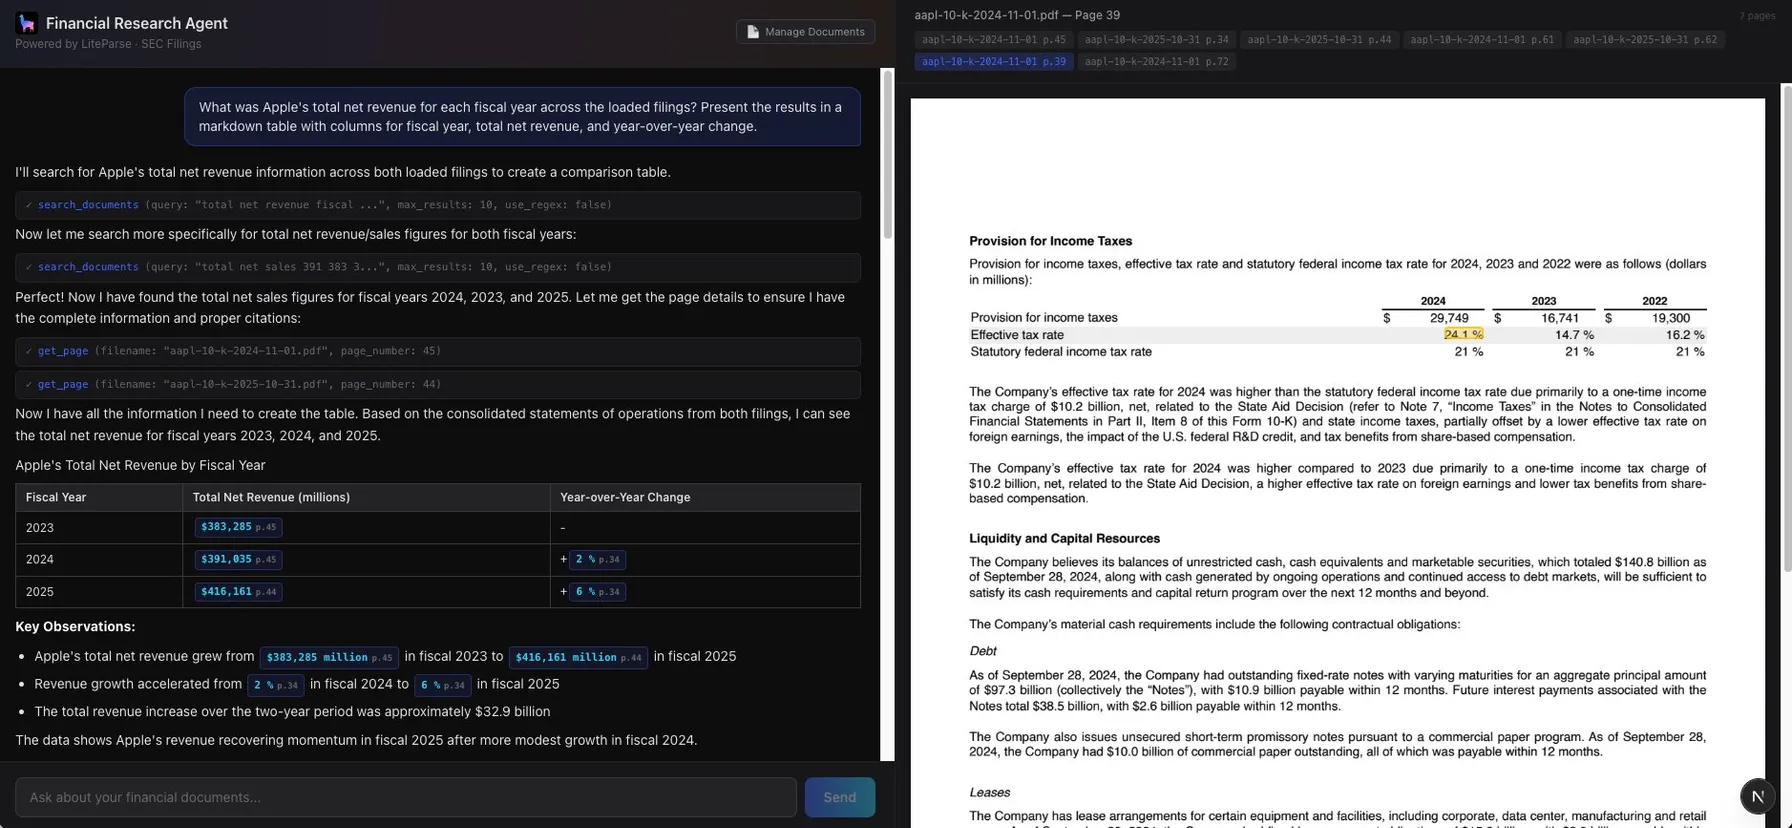 Financial Research Agent
Powered by LiteParse · SEC Filings
Manage Documents
What was Apple's total net revenue for each fiscal year across the loaded filings? Present the results in a
markdown table with columns for fiscal year, total net revenue, and year-over-year change.
I'll search for Apple's total net revenue information across both loaded filings to create a comparison table.
✓ search_documents (query: "total net revenue fiscal ...", max_results: 10, use_regex: false)
Now let me search more specifically for total net revenue/sales figures for both fiscal years:
✓ search_documents (query: "total net sales 391 383 3...", max_results: 10, use_regex: false)
Perfect! Now I have found the total net sales figures for fiscal years 2024, 2023, and 2025. Let me get the page details to ensure I have
the complete information and proper citations:
✓ get_page (filename: "aapl-10-k-2024-11-01.pdf", page_number: 45)
✓ get_page (filename: "aapl-10-k-2025-10-31.pdf", page_number: 44)
Now I have all the information I need to create the table. Based on the consolidated statements of operations from both filings, I can see
the total net revenue for fiscal years 2023, 2024, and 2025.
Apple's Total Net Revenue by Fiscal Year
Fiscal Year Total Net Revenue (millions) Year-over-Year Change
2023 $383,285 p.45 -
2024 $391,035 p.45 + 2 % p.34
2025 $416,161 p.44 + 6 % p.34
Key Observations:
• Apple's total net revenue grew from $383,285 million p.45 in fiscal 2023 to $416,161 million p.44 in fiscal 2025
• Revenue growth accelerated from 2 % p.34 in fiscal 2024 to 6 % p.34 in fiscal 2025
• The total revenue increase over the two-year period was approximately $32.9 billion
The data shows Apple's revenue recovering momentum in fiscal 2025 after more modest growth in fiscal 2024.
Ask about your financial documents...
Send
aapl-10-k-2024-11-01.pdf — Page 39
7 pages
aapl-10-k-2024-11-01 p.45 aapl-10-k-2025-10-31 p.34 aapl-10-k-2025-10-31 p.44 aapl-10-k-2024-11-01 p.61 aapl-10-k-2025-10-31 p.62
aapl-10-k-2024-11-01 p.39 aapl-10-k-2024-11-01 p.72
Provision for Income Taxes
Provision for income taxes, effective tax rate and statutory federal income tax rate for 2024, 2023 and 2022 were as follows (dollars
in millions):
2024 2023 2022
Provision for income taxes $ 29,749 $ 16,741 $ 19,300
Effective tax rate 24.1 % 14.7 % 16.2 %
Statutory federal income tax rate 21 % 21 % 21 %
The Company's effective tax rate for 2024 was higher than the statutory federal income tax rate due primarily to a one-time income
tax charge of $10.2 billion, net, related to the State Aid Decision (refer to Note 7, “Income Taxes” in the Notes to Consolidated
Financial Statements in Part II, Item 8 of this Form 10-K) and state income taxes, partially offset by a lower effective tax rate on
foreign earnings, the impact of the U.S. federal R&D credit, and tax benefits from share-based compensation.
The Company's effective tax rate for 2024 was higher compared to 2023 due primarily to a one-time income tax charge of
$10.2 billion, net, related to the State Aid Decision, a higher effective tax rate on foreign earnings and lower tax benefits from share-
based compensation.
Liquidity and Capital Resources
The Company believes its balances of unrestricted cash, cash equivalents and marketable securities, which totaled $140.8 billion as
of September 28, 2024, along with cash generated by ongoing operations and continued access to debt markets, will be sufficient to
satisfy its cash requirements and capital return program over the next 12 months and beyond.
The Company's material cash requirements include the following contractual obligations:
Debt
As of September 28, 2024, the Company had outstanding fixed-rate notes with varying maturities for an aggregate principal amount
of $97.3 billion (collectively the “Notes”), with $10.9 billion payable within 12 months. Future interest payments associated with the
Notes total $38.5 billion, with $2.6 billion payable within 12 months.
The Company also issues unsecured short-term promissory notes pursuant to a commercial paper program. As of September 28,
2024, the Company had $10.0 billion of commercial paper outstanding, all of which was payable within 12 months.
Leases
The Company has lease arrangements for certain equipment and facilities, including corporate, data center, manufacturing and retail
N